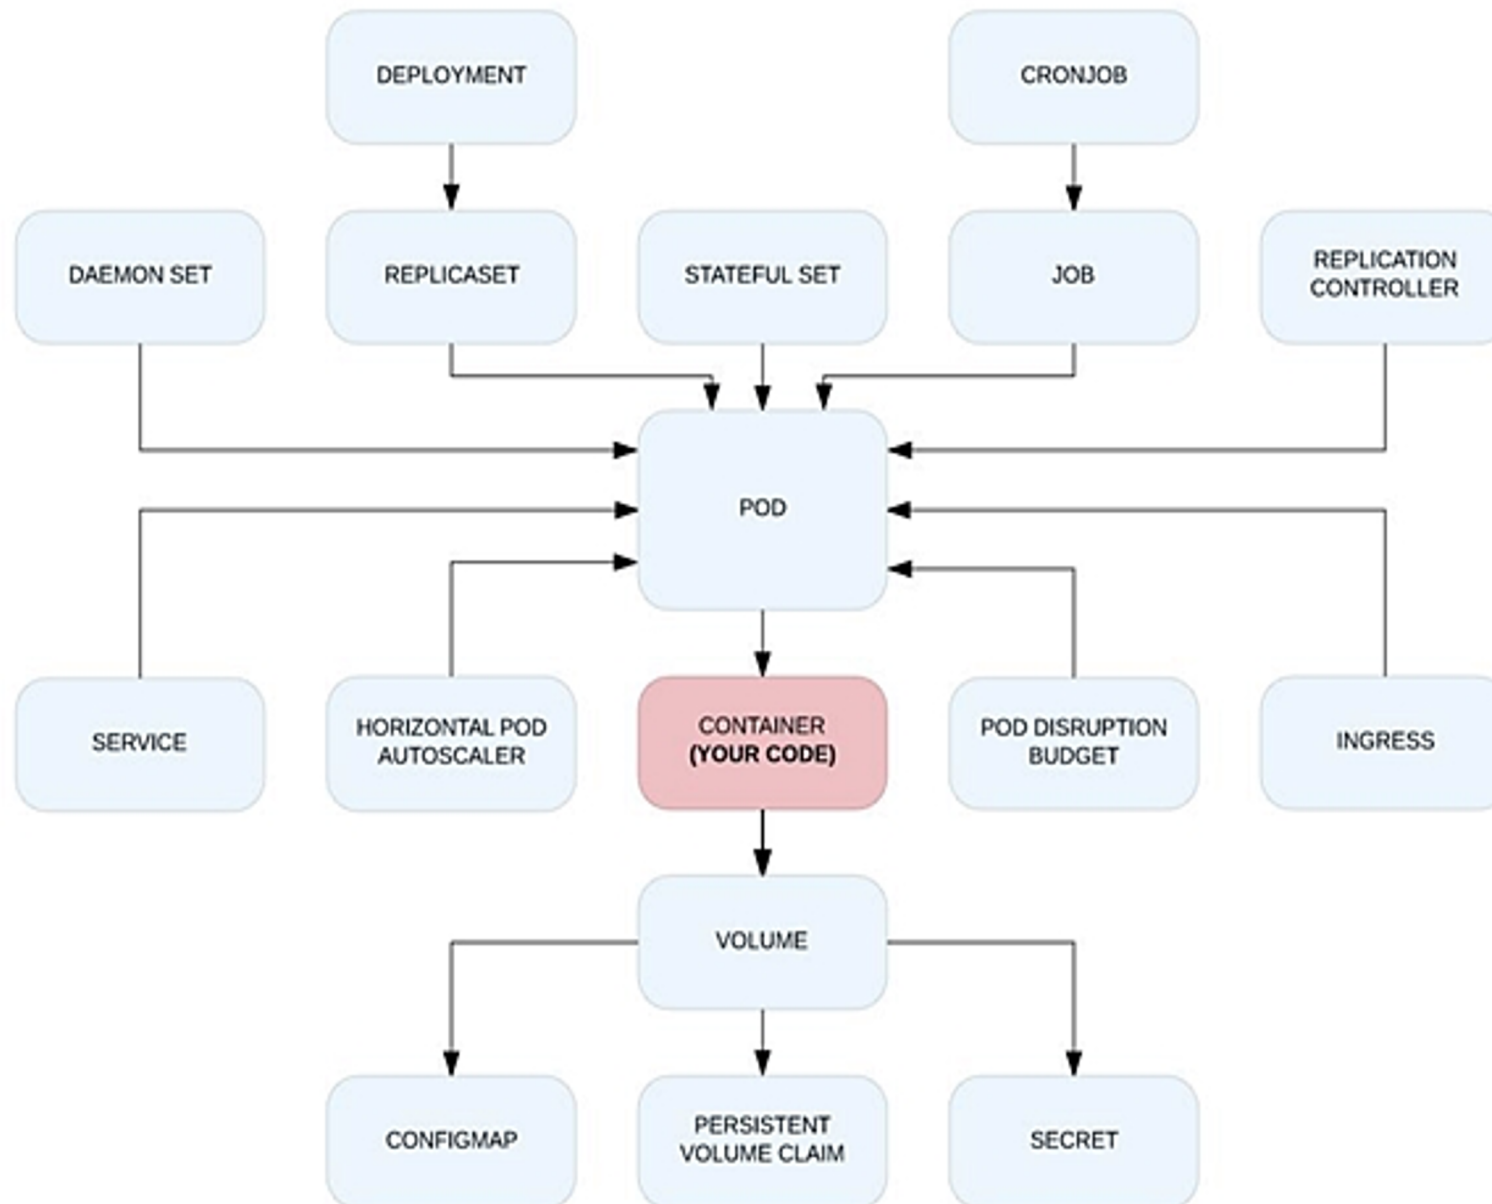 DEPLOYMENT
CRONJOB
DAEMON SET
REPLICASET
STATEFUL SET
JOB
REPLICATION
CONTROLLER
POD
SERVICE
HORIZONTAL POD
AUTOSCALER
CONTAINER
(YOUR CODE)
POD DISRUPTION
BUDGET
INGRESS
VOLUME
CONFIGMAP
PERSISTENT
VOLUME CLAIM
SECRET